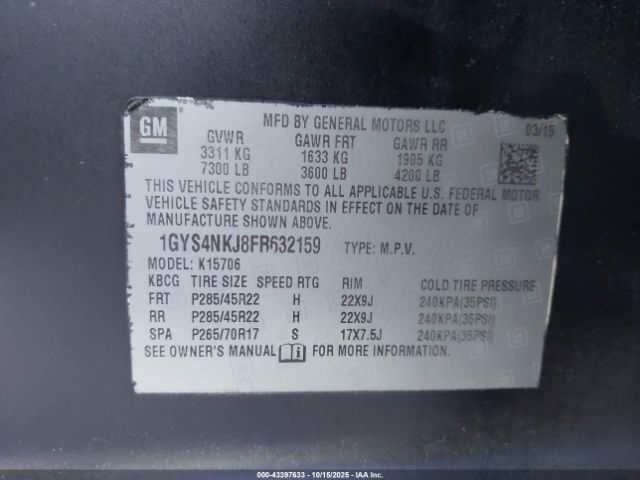 GM
MFD BY GENERAL MOTORS LLC
03/15
GVWR GAWR FRT GAWR RR
3311 KG 1633 KG 1905 KG
7300 LB 3600 LB 4200 LB
THIS VEHICLE CONFORMS TO ALL APPLICABLE U.S. FEDERAL MOTOR
VEHICLE SAFETY STANDARDS IN EFFECT ON THE DATE OF
MANUFACTURE SHOWN ABOVE.
1GYS4NKJ8FR632159 TYPE: M.P.V.
MODEL: K15706
KBCG TIRE SIZE SPEED RTG RIM COLD TIRE PRESSURE
FRT P285/45R22 H 22X9J 240KPA(35PSI)
RR P285/45R22 H 22X9J 240KPA(35PSI)
SPA P265/70R17 S 17X7.5J 240KPA(35PSI)
SEE OWNER'S MANUAL FOR MORE INFORMATION.
000-43397633 - 10/15/2025 - IAA Inc.